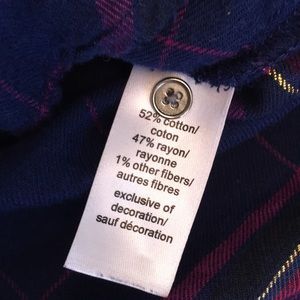 52% cotton/
coton
47% rayon/
rayonne
1% other fibers/
autres fibres
exclusive of
decoration/
sauf décoration